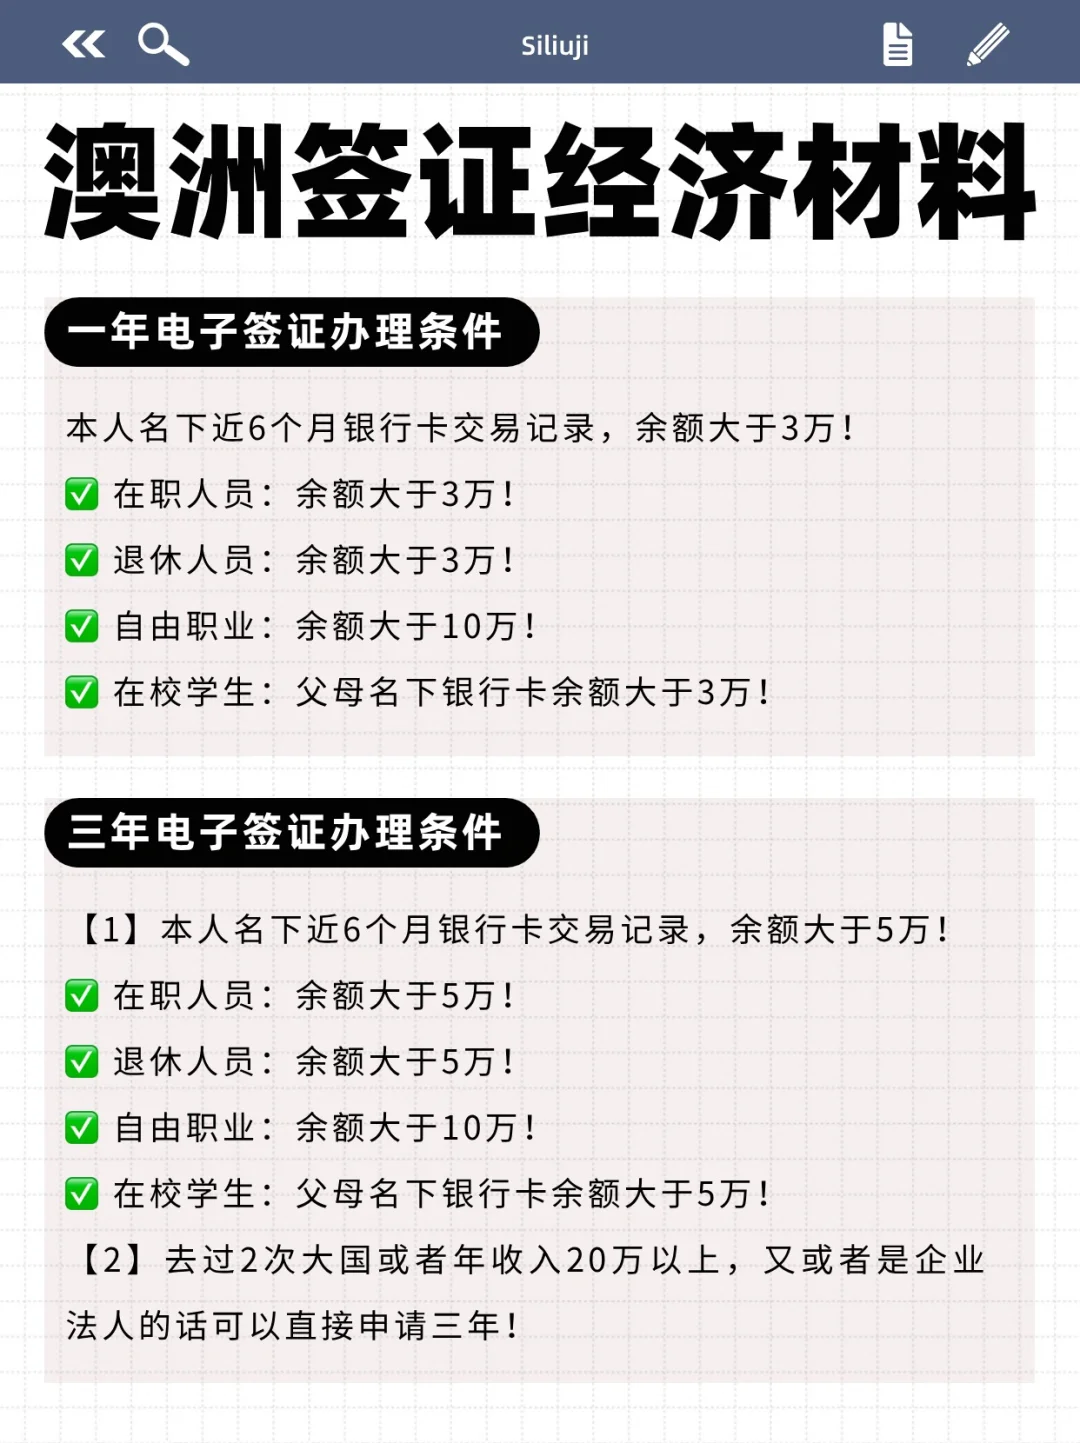 Siliuji
澳洲签证经济材料
一年电子签证办理条件
本人名下近6个月银行卡交易记录，余额大于3万！
✅ 在职人员：余额大于3万！
✅ 退休人员：余额大于3万！
✅ 自由职业：余额大于10万！
✅ 在校学生：父母名下银行卡余额大于3万！
三年电子签证办理条件
【1】本人名下近6个月银行卡交易记录，余额大于5万！
✅ 在职人员：余额大于5万！
✅ 退休人员：余额大于5万！
✅ 自由职业：余额大于10万！
✅ 在校学生：父母名下银行卡余额大于5万！
【2】去过2次大国或者年收入20万以上，又或者是企业
法人的话可以直接申请三年！